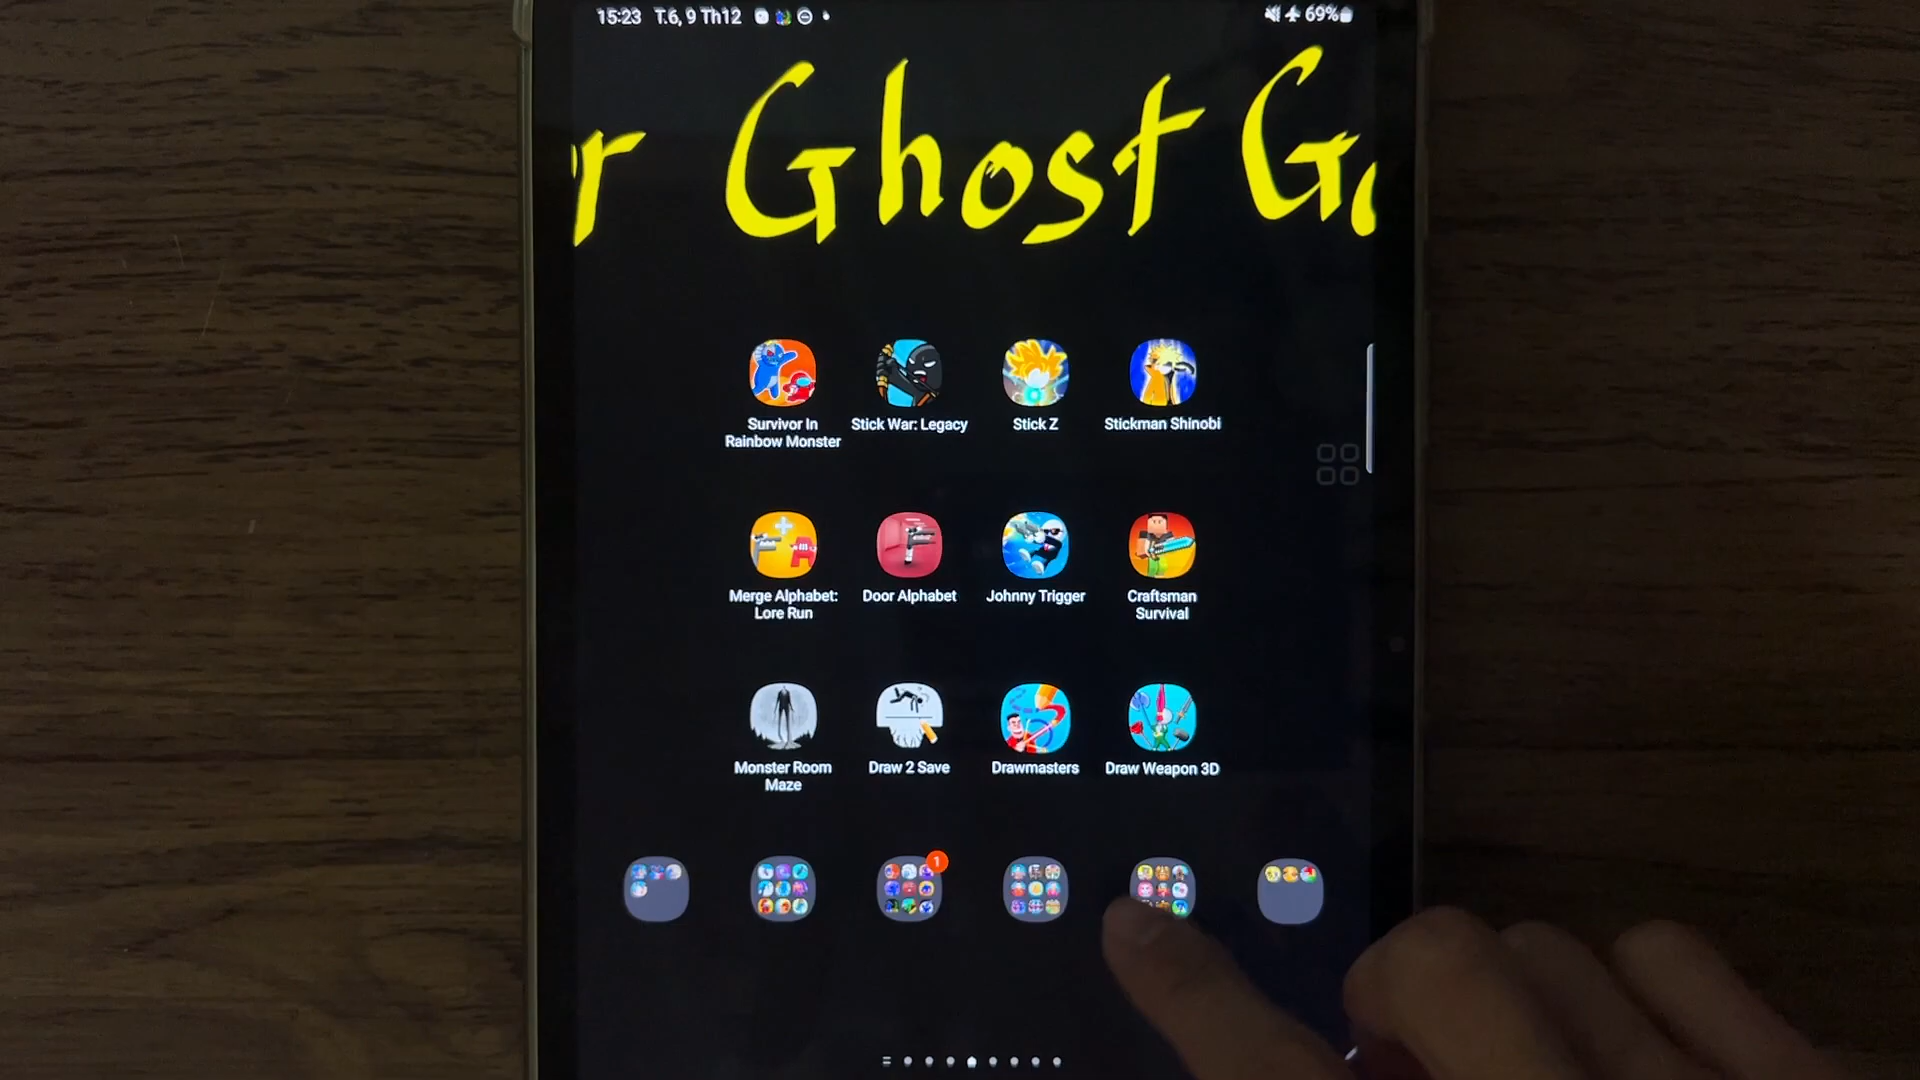 15:23 T.6, 9 Th12 69%
r Ghost G
Survivor In
Rainbow Monster
Stick War: Legacy
Stick Z
Stickman Shinobi
Merge Alphabet:
Lore Run
Door Alphabet
Johnny Trigger
Craftsman
Survival
Monster Room
Maze
Draw 2 Save
Drawmasters
Draw Weapon 3D
1